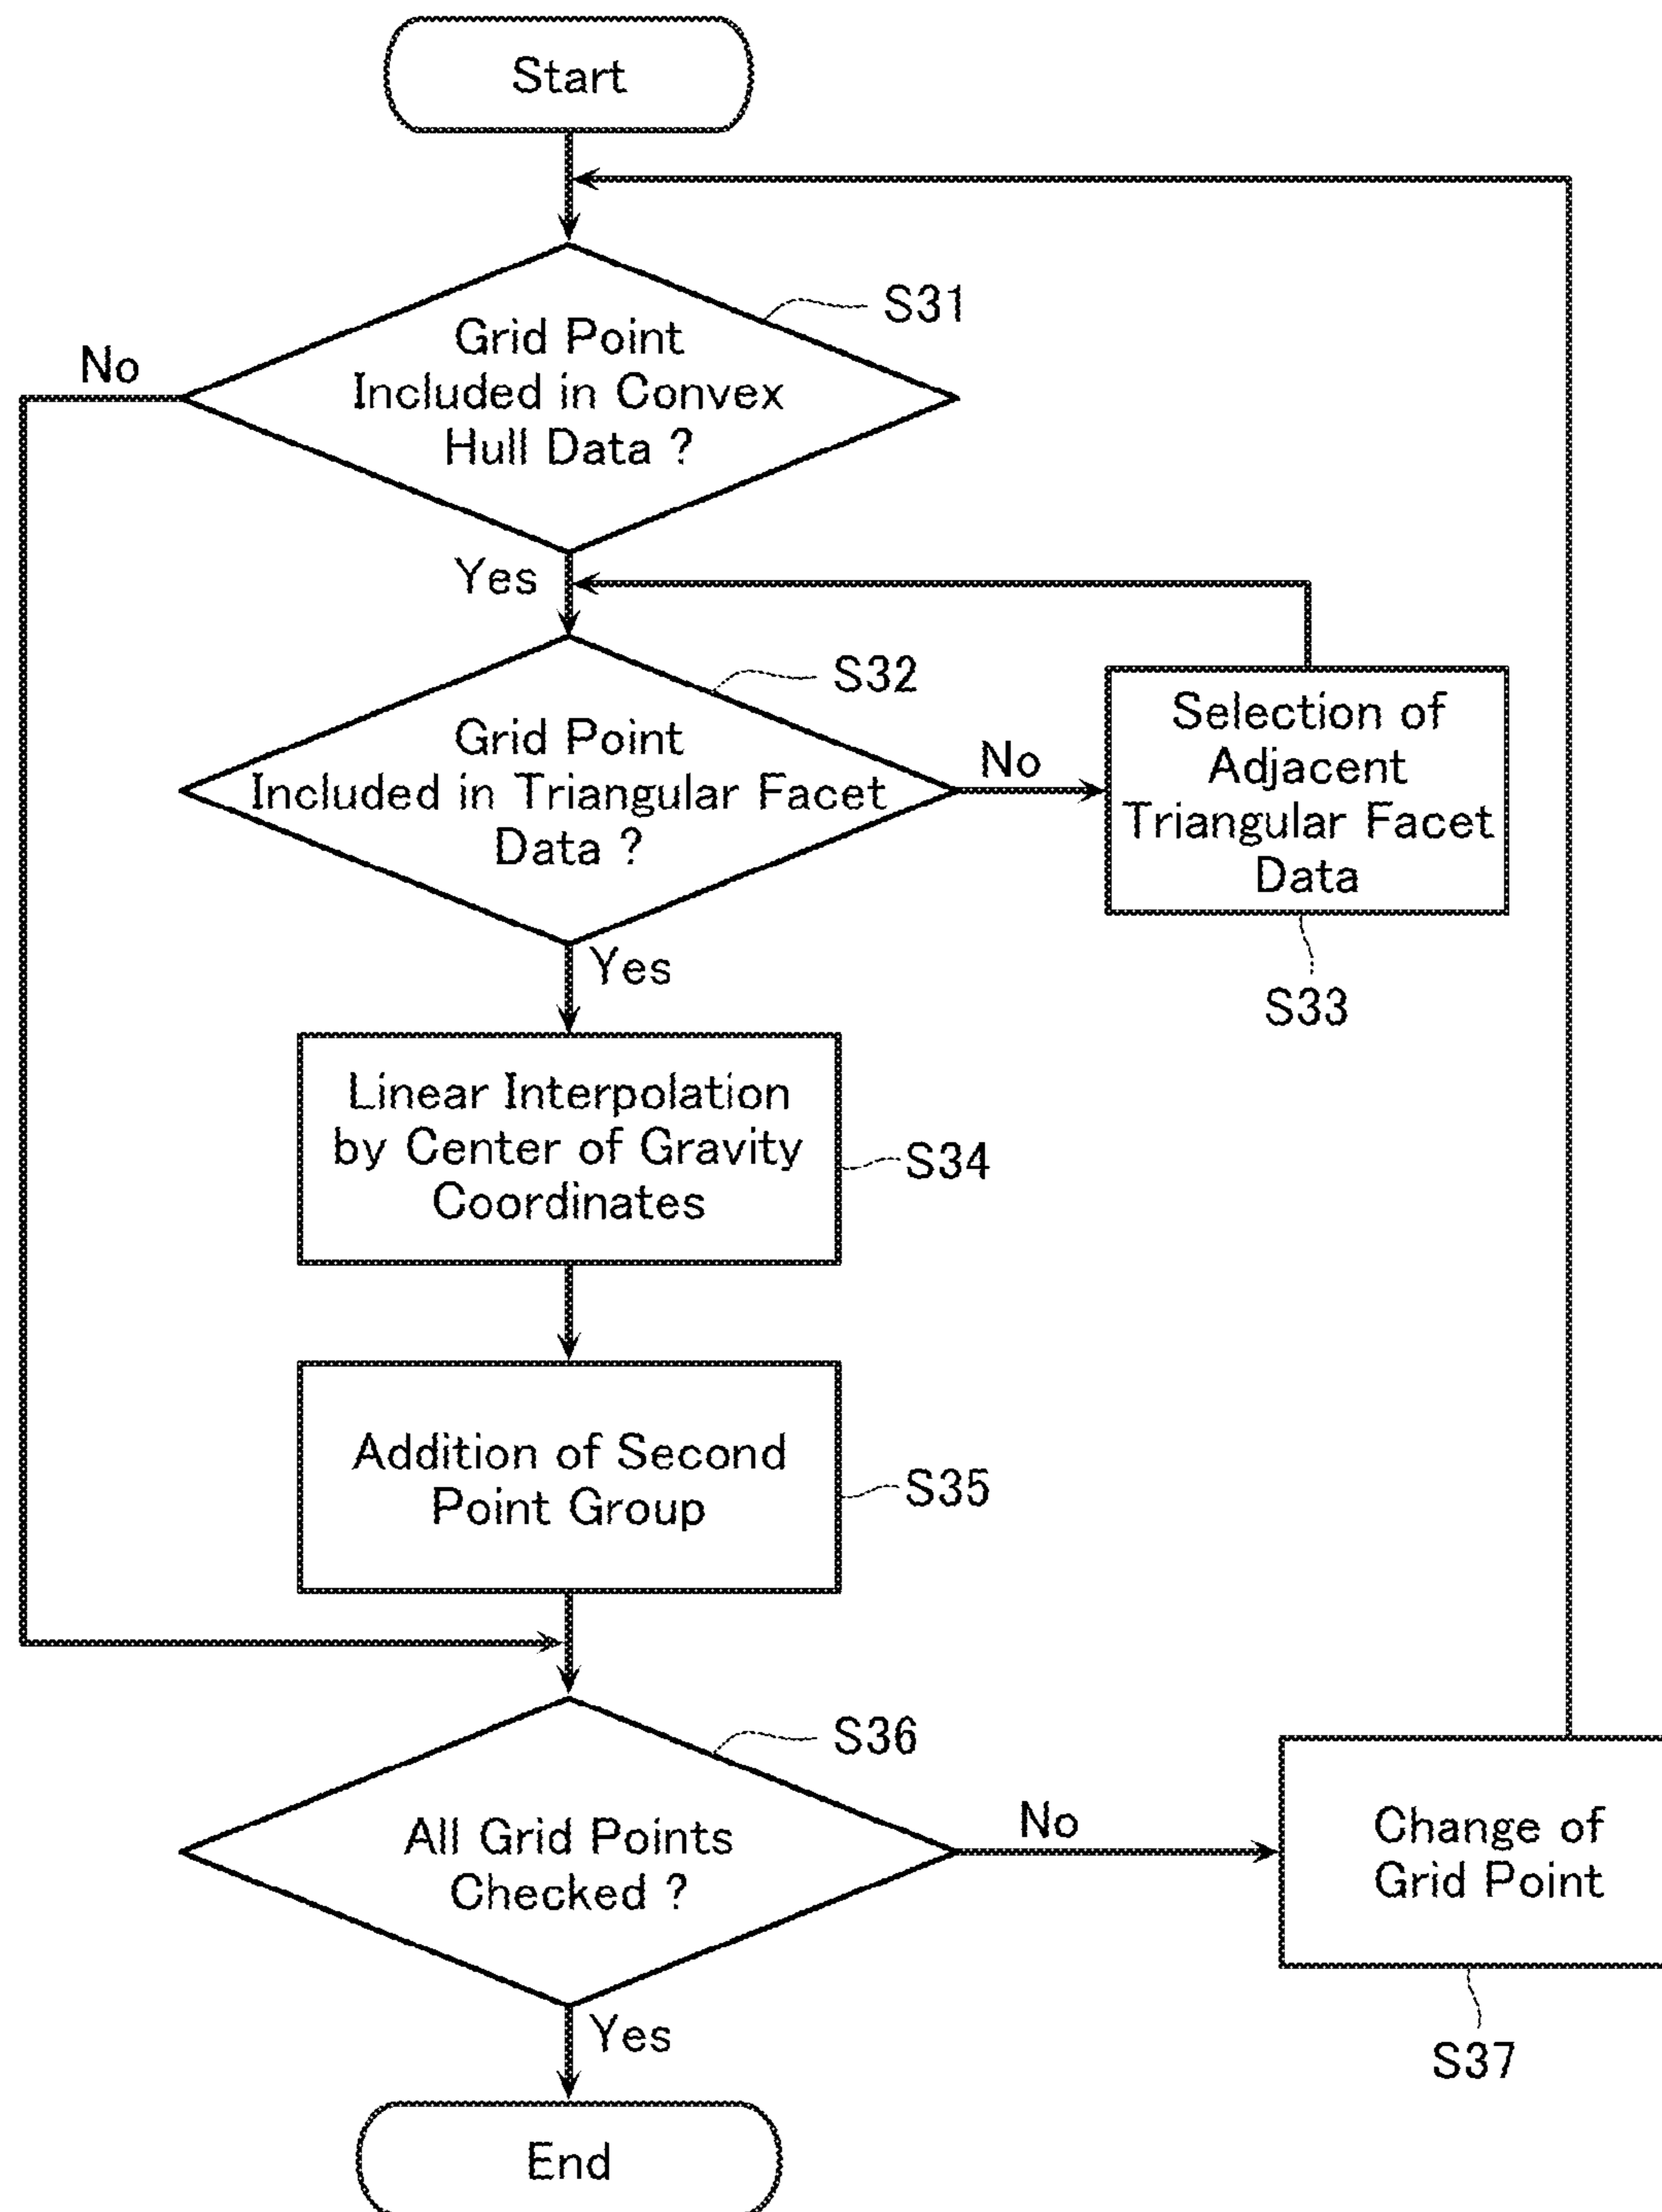 Start
S31
Grid Point
Included in Convex
Hull Data ?
No
Yes
S32
Grid Point
Included in Triangular Facet
Data ?
No
Selection of
Adjacent
Triangular Facet
Data
S33
Yes
Linear Interpolation
by Center of Gravity
Coordinates
S34
Addition of Second
Point Group
S35
S36
All Grid Points
Checked ?
No
Change of
Grid Point
S37
Yes
End